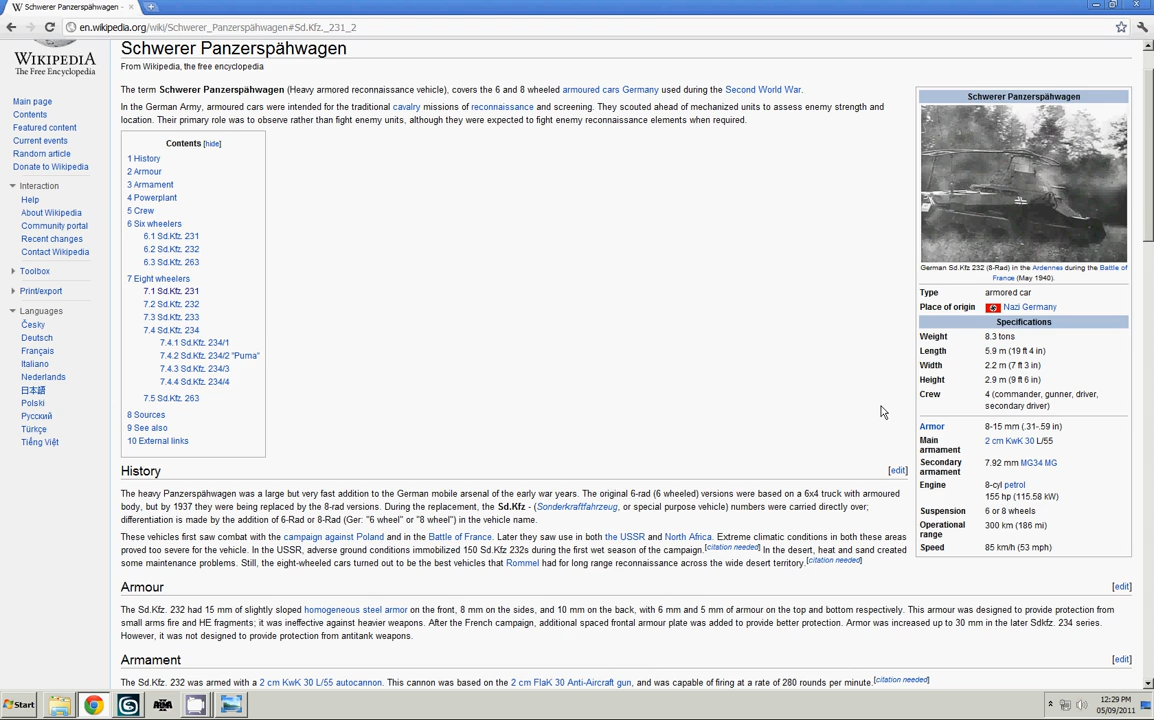 Schwerer Panzerspähwagen -
en.wikipedia.org/wiki/Schwerer_Panzerspähwagen#Sd.Kfz._231_2
WIKIPEDIA
The Free Encyclopedia
Main page
Contents
Featured content
Current events
Random article
Donate to Wikipedia
Interaction
Help
About Wikipedia
Community portal
Recent changes
Contact Wikipedia
Toolbox
Print/export
Languages
Česky
Deutsch
Français
Italiano
Nederlands
日本語
Polski
Русский
Türkçe
Tiếng Việt
Schwerer Panzerspähwagen
From Wikipedia, the free encyclopedia
The term Schwerer Panzerspähwagen (Heavy armored reconnaissance vehicle), covers the 6 and 8 wheeled armoured cars Germany used during the Second World War.
In the German Army, armoured cars were intended for the traditional cavalry missions of reconnaissance and screening. They scouted ahead of mechanized units to assess enemy strength and
location. Their primary role was to observe rather than fight enemy units, although they were expected to fight enemy reconnaissance elements when required.
Contents [hide]
1 History
2 Armour
3 Armament
4 Powerplant
5 Crew
6 Six wheelers
6.1 Sd.Kfz. 231
6.2 Sd.Kfz. 232
6.3 Sd.Kfz. 263
7 Eight wheelers
7.1 Sd.Kfz. 231
7.2 Sd.Kfz. 232
7.3 Sd.Kfz. 233
7.4 Sd.Kfz. 234
7.4.1 Sd.Kfz. 234/1
7.4.2 Sd.Kfz. 234/2 "Puma"
7.4.3 Sd.Kfz. 234/3
7.4.4 Sd.Kfz. 234/4
7.5 Sd.Kfz. 263
8 Sources
9 See also
10 External links
Schwerer Panzerspähwagen
German Sd.Kfz 232 (8-Rad) in the Ardennes during the Battle of
France (May 1940).
Type armored car
Place of origin Nazi Germany
Specifications
Weight 8.3 tons
Length 5.9 m (19 ft 4 in)
Width 2.2 m (7 ft 3 in)
Height 2.9 m (9 ft 6 in)
Crew 4 (commander, gunner, driver,
secondary driver)
Armor 8-15 mm (.31-.59 in)
Main 2 cm KwK 30 L/55
armament
Secondary 7.92 mm MG34 MG
armament
Engine 8-cyl petrol
155 hp (115.58 kW)
Suspension 6 or 8 wheels
Operational 300 km (186 mi)
range
Speed 85 km/h (53 mph)
History [edit]
The heavy Panzerspähwagen was a large but very fast addition to the German mobile arsenal of the early war years. The original 6-rad (6 wheeled) versions were based on a 6x4 truck with armoured
body, but by 1937 they were being replaced by the 8-rad versions. During the replacement, the Sd.Kfz - (Sonderkraftfahrzeug, or special purpose vehicle) numbers were carried directly over;
differentiation is made by the addition of 6-Rad or 8-Rad (Ger: "6 wheel" or "8 wheel") in the vehicle name.
These vehicles first saw combat with the campaign against Poland and in the Battle of France. Later they saw use in both the USSR and North Africa. Extreme climatic conditions in both these areas
proved too severe for the vehicle. In the USSR, adverse ground conditions immobilized 150 Sd.Kfz 232s during the first wet season of the campaign.[citation needed] In the desert, heat and sand created
some maintenance problems. Still, the eight-wheeled cars turned out to be the best vehicles that Rommel had for long range reconnaissance across the wide desert territory.[citation needed]
Armour [edit]
The Sd.Kfz. 232 had 15 mm of slightly sloped homogeneous steel armor on the front, 8 mm on the sides, and 10 mm on the back, with 6 mm and 5 mm of armour on the top and bottom respectively. This armour was designed to provide protection from
small arms fire and HE fragments; it was ineffective against heavier weapons. After the French campaign, additional spaced frontal armour plate was added to provide better protection. Armor was increased up to 30 mm in the later Sdkfz. 234 series.
However, it was not designed to provide protection from antitank weapons.
Armament [edit]
The Sd.Kfz. 232 was armed with a 2 cm KwK 30 L/55 autocannon. This cannon was based on the 2 cm FlaK 30 Anti-Aircraft gun, and was capable of firing at a rate of 280 rounds per minute.[citation needed]
Start
12:29 PM
05/09/2011